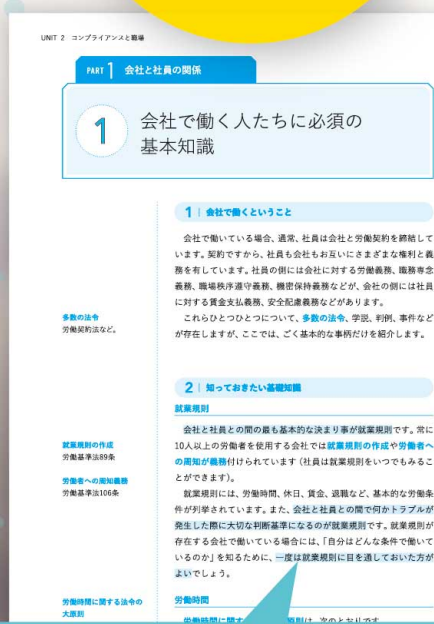 UNIT 2 コンプライアンスと職場
PART 1 会社と社員の関係
1 会社で働く人たちに必須の
基本知識
1 | 会社で働くということ
会社で働いている場合、通常、社員は会社と労働契約を締結して
います。契約ですから、社員も会社もお互いにさまざまな権利と義
務を有しています。社員の側には会社に対する労働義務、職務専念
義務、職場秩序遵守義務、機密保持義務などが、会社の側には社員
に対する賃金支払義務、安全配慮義務などがあります。
これらひとつひとつについて、多数の法令、学説、判例、事件など
が存在しますが、ここでは、ごく基本的な事柄だけを紹介します。
多数の法令
労働契約法など。
2 | 知っておきたい基礎知識
就業規則
会社と社員との間の最も基本的な決まり事が就業規則です。常に
10人以上の労働者を使用する会社では就業規則の作成や労働者へ
の周知が義務付けられています（社員は就業規則をいつでもみるこ
とができます）。
就業規則の作成
労働基準法89条
労働者への周知義務
労働基準法106条
就業規則には、労働時間、休日、賃金、退職など、基本的な労働条
件が列挙されています。また、会社と社員との間で何かトラブルが
発生した際に大切な判断基準になるのが就業規則です。就業規則が
存在する会社で働いている場合には、「自分はどんな条件で働いて
いるのか」を知るために、一度は就業規則に目を通しておいた方が
よいでしょう。
労働時間
労働時間に関する法令の
大原則
労働時間に関す 原則は、次のとおりです。